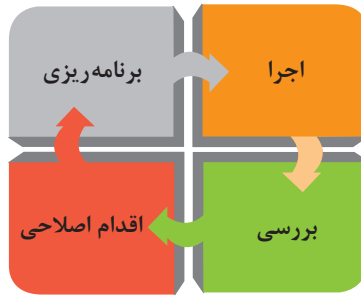 برنامه‌ریزی
اجرا
بررسی
اقدام اصلاحی